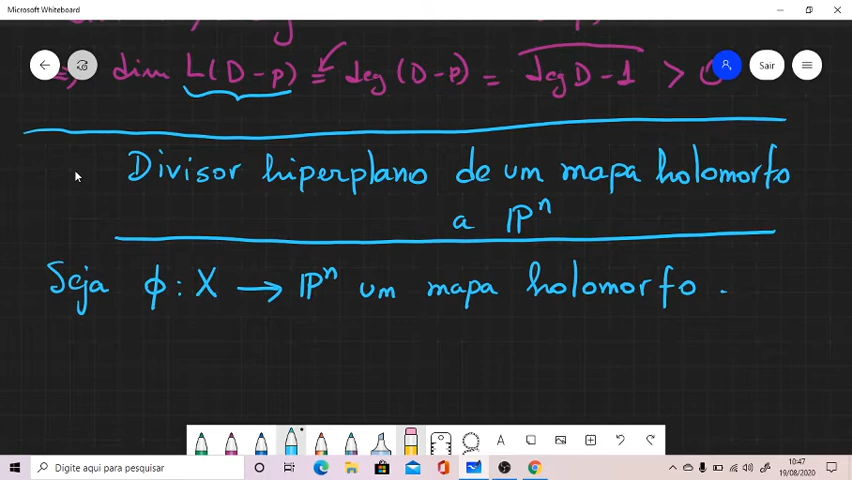 Microsoft Whiteboard
Sair
dim L(D-p) = deg(D-p) = deg D-1 > 0
Divisor hiperplano de um mapa holomorfo
a ℙⁿ
Seja ϕ: X → ℙⁿ um mapa holomorfo.
Digite aqui para pesquisar
10:47
19/08/2020